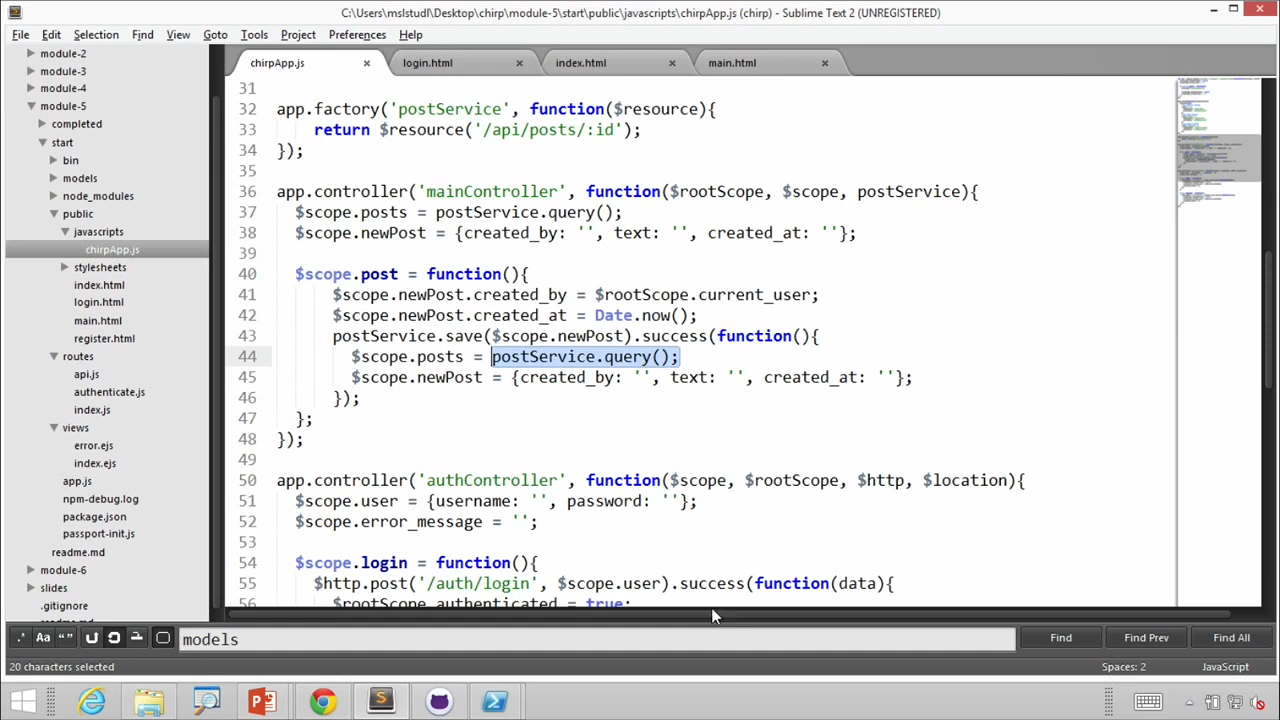 C:\Users\mslstudl\Desktop\chirp\module-5\start\public\javascripts\chirpApp.js (chirp) - Sublime Text 2 (UNREGISTERED)
File Edit Selection Find View Goto Tools Project Preferences Help
module-2
module-3
module-4
module-5
completed
start
bin
models
node_modules
public
javascripts
chirpApp.js
stylesheets
index.html
login.html
main.html
register.html
routes
api.js
authenticate.js
index.js
views
error.ejs
index.ejs
app.js
npm-debug.log
package.json
passport-init.js
readme.md
module-6
slides
.gitignore
readme.md
chirpApp.js login.html index.html main.html
31
32 app.factory('postService', function($resource){
33 return $resource('/api/posts/:id');
34 });
35
36 app.controller('mainController', function($rootScope, $scope, postService){
37 $scope.posts = postService.query();
38 $scope.newPost = {created_by: '', text: '', created_at: ''};
39
40 $scope.post = function(){
41 $scope.newPost.created_by = $rootScope.current_user;
42 $scope.newPost.created_at = Date.now();
43 postService.save($scope.newPost).success(function(){
44 $scope.posts = postService.query();
45 $scope.newPost = {created_by: '', text: '', created_at: ''};
46 });
47 };
48 });
49
50 app.controller('authController', function($scope, $rootScope, $http, $location){
51 $scope.user = {username: '', password: ''};
52 $scope.error_message = '';
53
54 $scope.login = function(){
55 $http.post('/auth/login', $scope.user).success(function(data){
56 $rootScope.authenticated = true;
.* Aa “ ” models Find Find Prev Find All
20 characters selected Spaces: 2 JavaScript